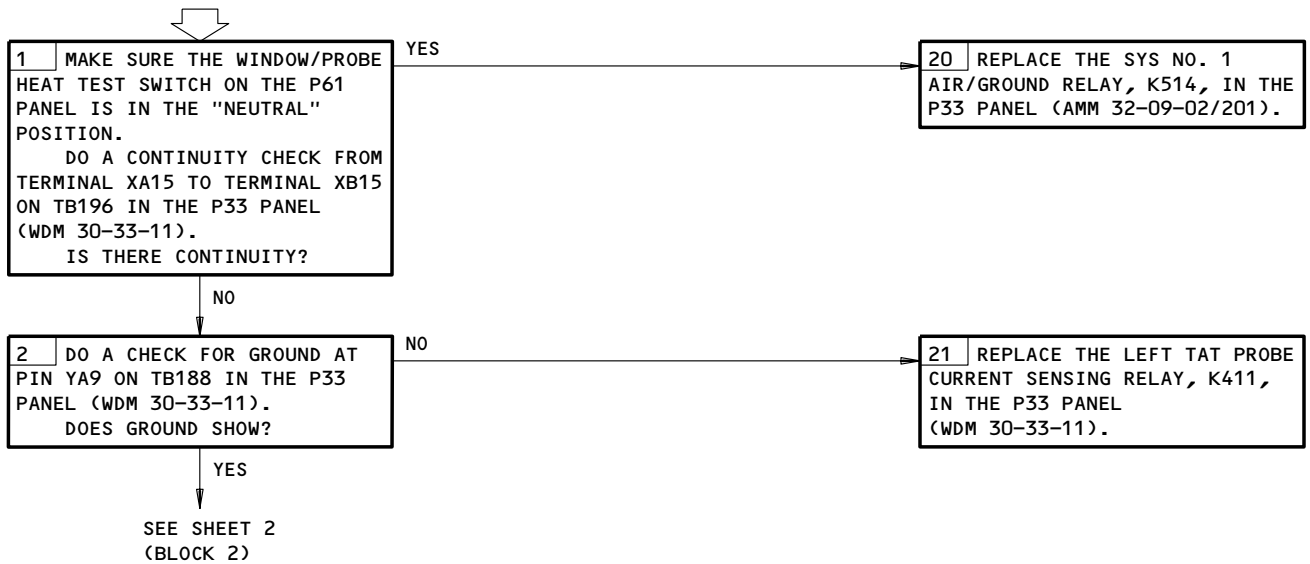 1 MAKE SURE THE WINDOW/PROBE
HEAT TEST SWITCH ON THE P61
PANEL IS IN THE "NEUTRAL"
POSITION.
DO A CONTINUITY CHECK FROM
TERMINAL XA15 TO TERMINAL XB15
ON TB196 IN THE P33 PANEL
(WDM 30-33-11).
IS THERE CONTINUITY?
YES
20 REPLACE THE SYS NO. 1
AIR/GROUND RELAY, K514, IN THE
P33 PANEL (AMM 32-09-02/201).
NO
2 DO A CHECK FOR GROUND AT
PIN YA9 ON TB188 IN THE P33
PANEL (WDM 30-33-11).
DOES GROUND SHOW?
NO
21 REPLACE THE LEFT TAT PROBE
CURRENT SENSING RELAY, K411,
IN THE P33 PANEL
(WDM 30-33-11).
YES
SEE SHEET 2
(BLOCK 2)